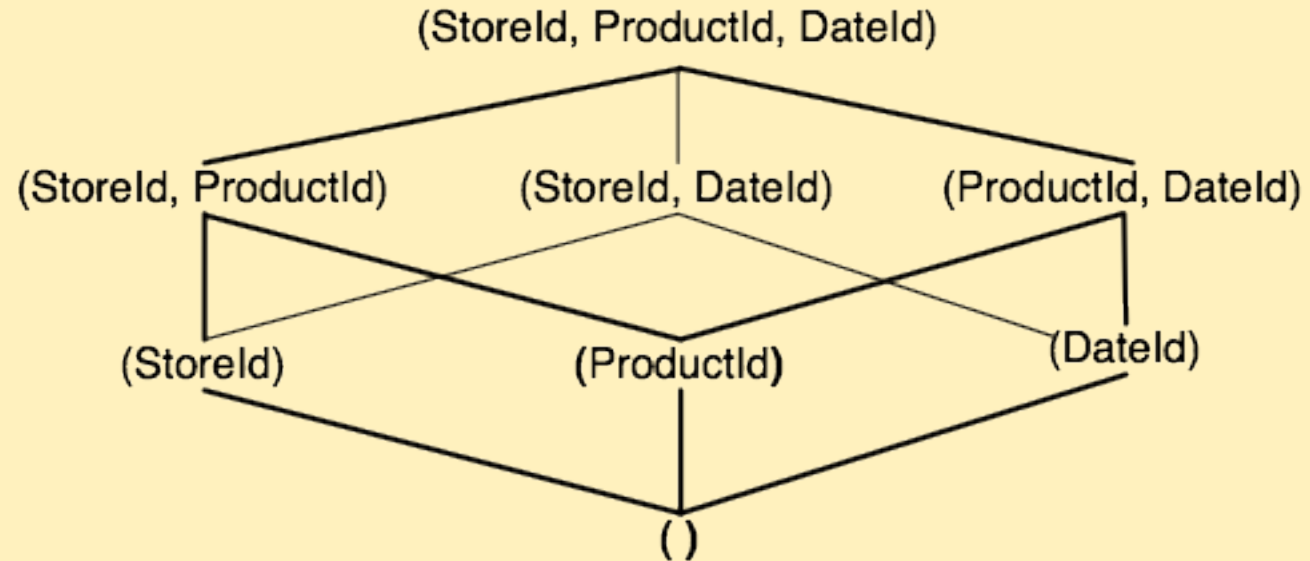 (StoreId, ProductId, DateId)
(StoreId, ProductId)
(StoreId, DateId)
(ProductId, DateId)
(StoreId)
(ProductId)
(DateId)
( )